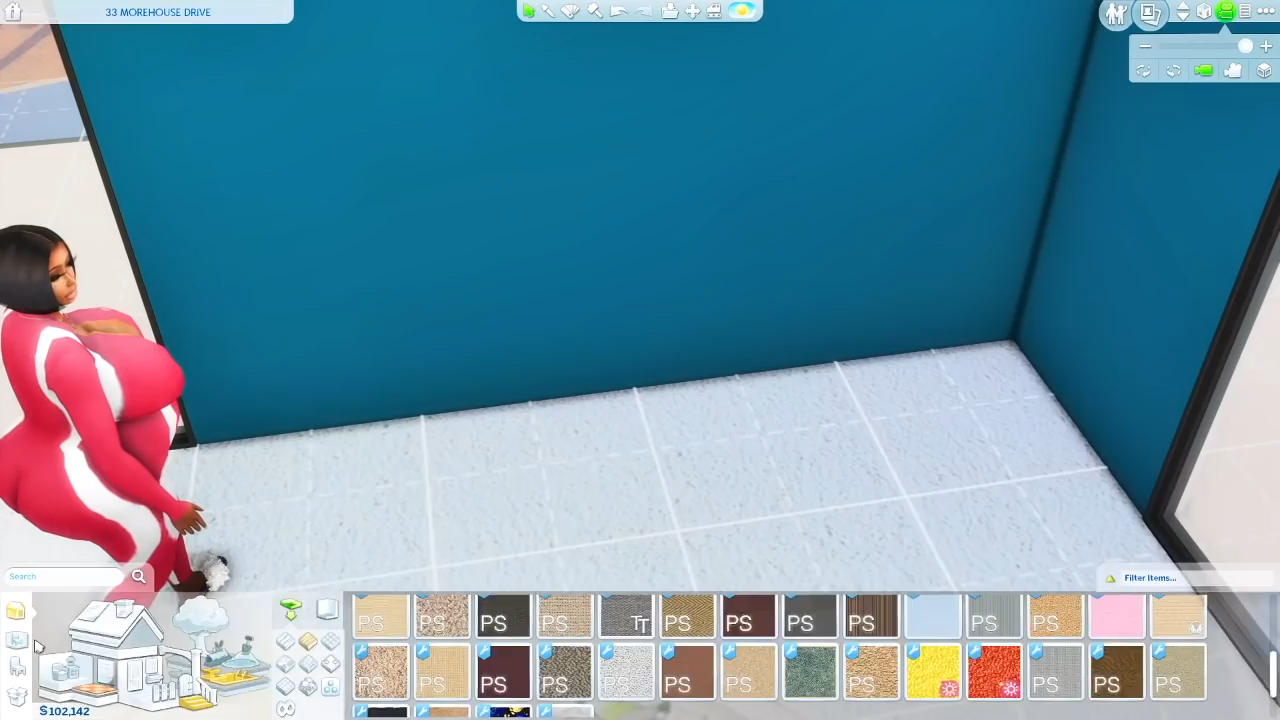 33 MOREHOUSE DRIVE
Search
Filter Items...
PS PS PS PS TT PS PS PS PS PS PS
PS PS PS PS PS PS PS PS PS PS PS
§102,142